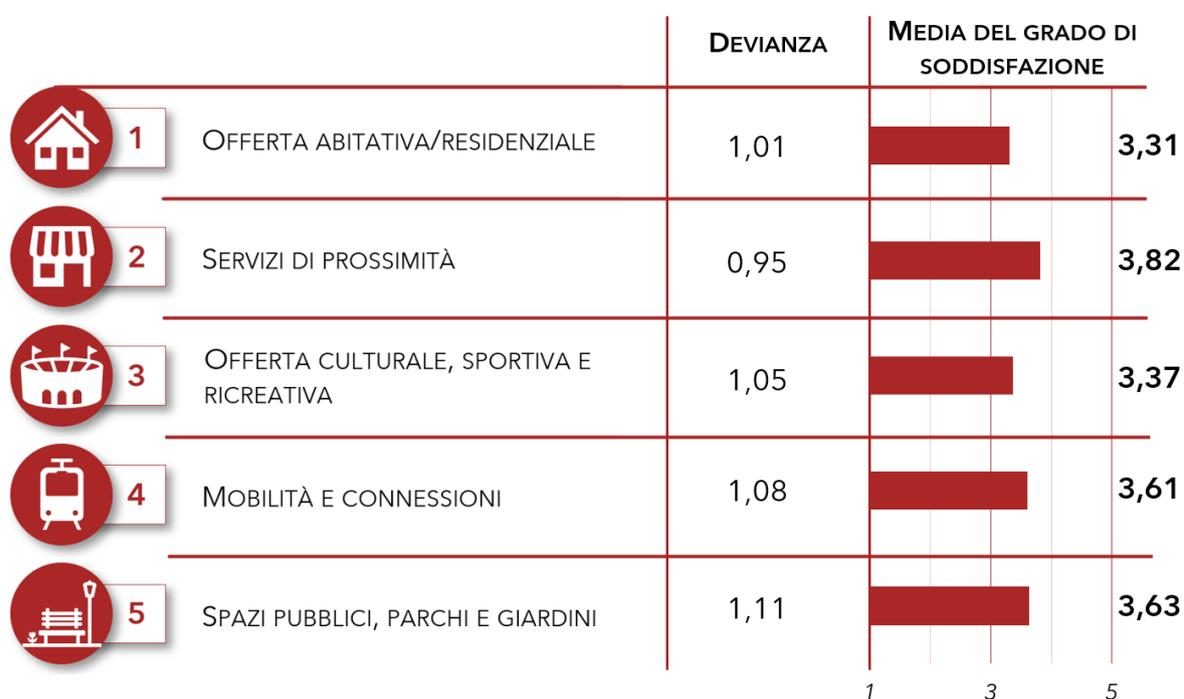 DEVIANZA
MEDIA DEL GRADO DI
SODDISFAZIONE
1 OFFERTA ABITATIVA/RESIDENZIALE 1,01 3,31
2 SERVIZI DI PROSSIMITÀ 0,95 3,82
3 OFFERTA CULTURALE, SPORTIVA E
RICREATIVA 1,05 3,37
4 MOBILITÀ E CONNESSIONI 1,08 3,61
5 SPAZI PUBBLICI, PARCHI E GIARDINI 1,11 3,63
1 3 5